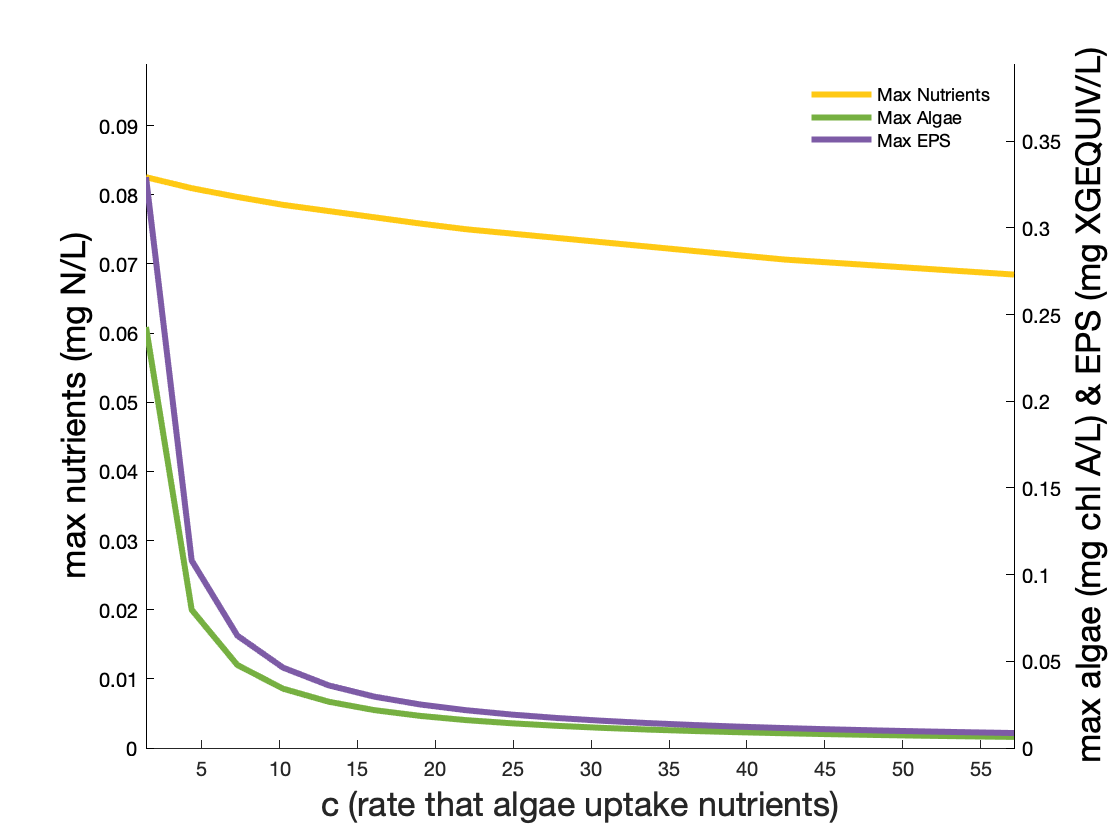 Max Nutrients
Max Algae
Max EPS
max nutrients (mg N/L)
0.09
0.08
0.07
0.06
0.05
0.04
0.03
0.02
0.01
0
0.35
0.3
0.25
0.2
0.15
0.1
0.05
0
max algae (mg chl A/L) & EPS (mg XGEQUIV/L)
5 10 15 20 25 30 35 40 45 50 55
c (rate that algae uptake nutrients)